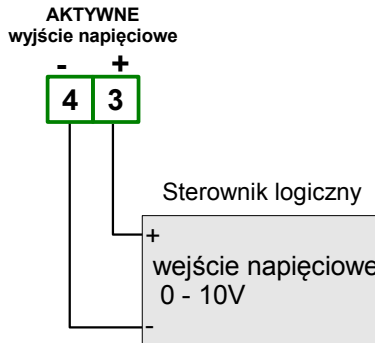 AKTYWNE
wyjście napięciowe
- +
4 3
Sterownik logiczny
+
wejście napięciowe
0 - 10V
-